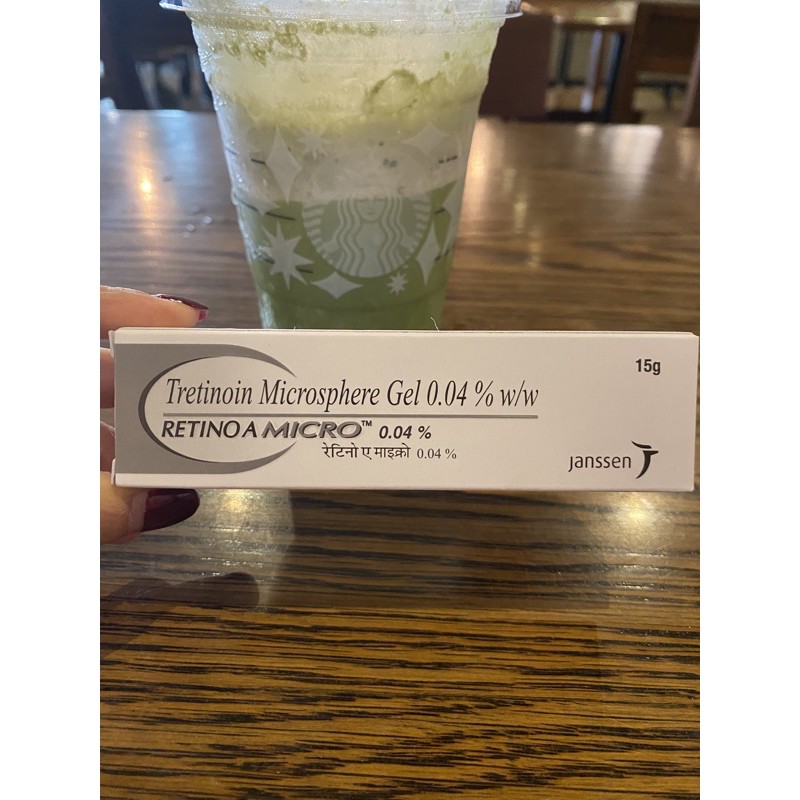 15g
Tretinoin Microsphere Gel 0.04 % w/w
RETINO A MICRO™ 0.04 %
रेटिनो ए माइक्रो 0.04 %
janssen